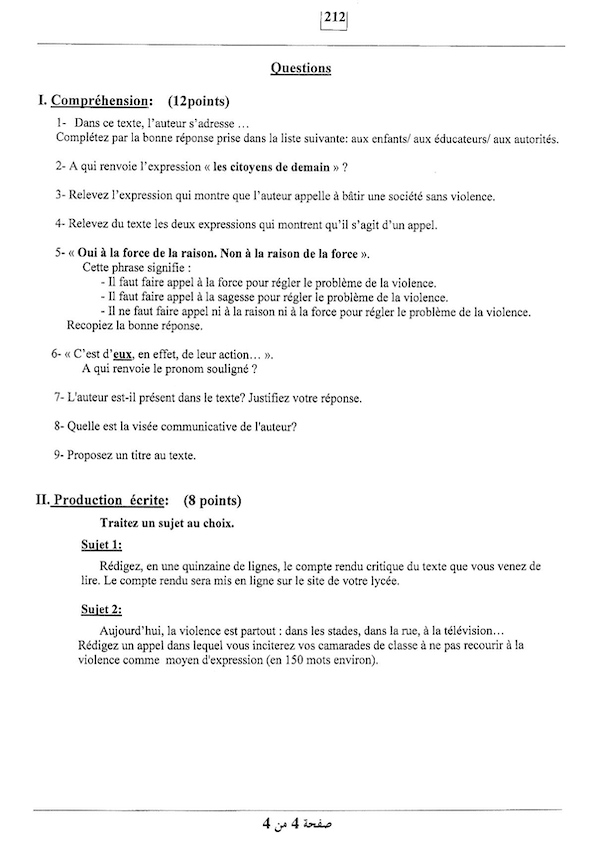 212
Questions
I. Compréhension: (12points)
1- Dans ce texte, l'auteur s'adresse …
Complétez par la bonne réponse prise dans la liste suivante: aux enfants/ aux éducateurs/ aux autorités.
2- A qui renvoie l'expression « les citoyens de demain » ?
3- Relevez l'expression qui montre que l'auteur appelle à bâtir une société sans violence.
4- Relevez du texte les deux expressions qui montrent qu'il s'agit d'un appel.
5- « Oui à la force de la raison. Non à la raison de la force ».
Cette phrase signifie :
- Il faut faire appel à la force pour régler le problème de la violence.
- Il faut faire appel à la sagesse pour régler le problème de la violence.
- Il ne faut faire appel ni à la raison ni à la force pour régler le problème de la violence.
Recopiez la bonne réponse.
6- « C'est d'eux, en effet, de leur action… ».
A qui renvoie le pronom souligné ?
7- L'auteur est-il présent dans le texte? Justifiez votre réponse.
8- Quelle est la visée communicative de l'auteur?
9- Proposez un titre au texte.
II. Production écrite: (8 points)
Traitez un sujet au choix.
Sujet 1:
Rédigez, en une quinzaine de lignes, le compte rendu critique du texte que vous venez de
lire. Le compte rendu sera mis en ligne sur le site de votre lycée.
Sujet 2:
Aujourd'hui, la violence est partout : dans les stades, dans la rue, à la télévision…
Rédigez un appel dans lequel vous inciterez vos camarades de classe à ne pas recourir à la
violence comme moyen d'expression (en 150 mots environ).
صفحة 4 من 4